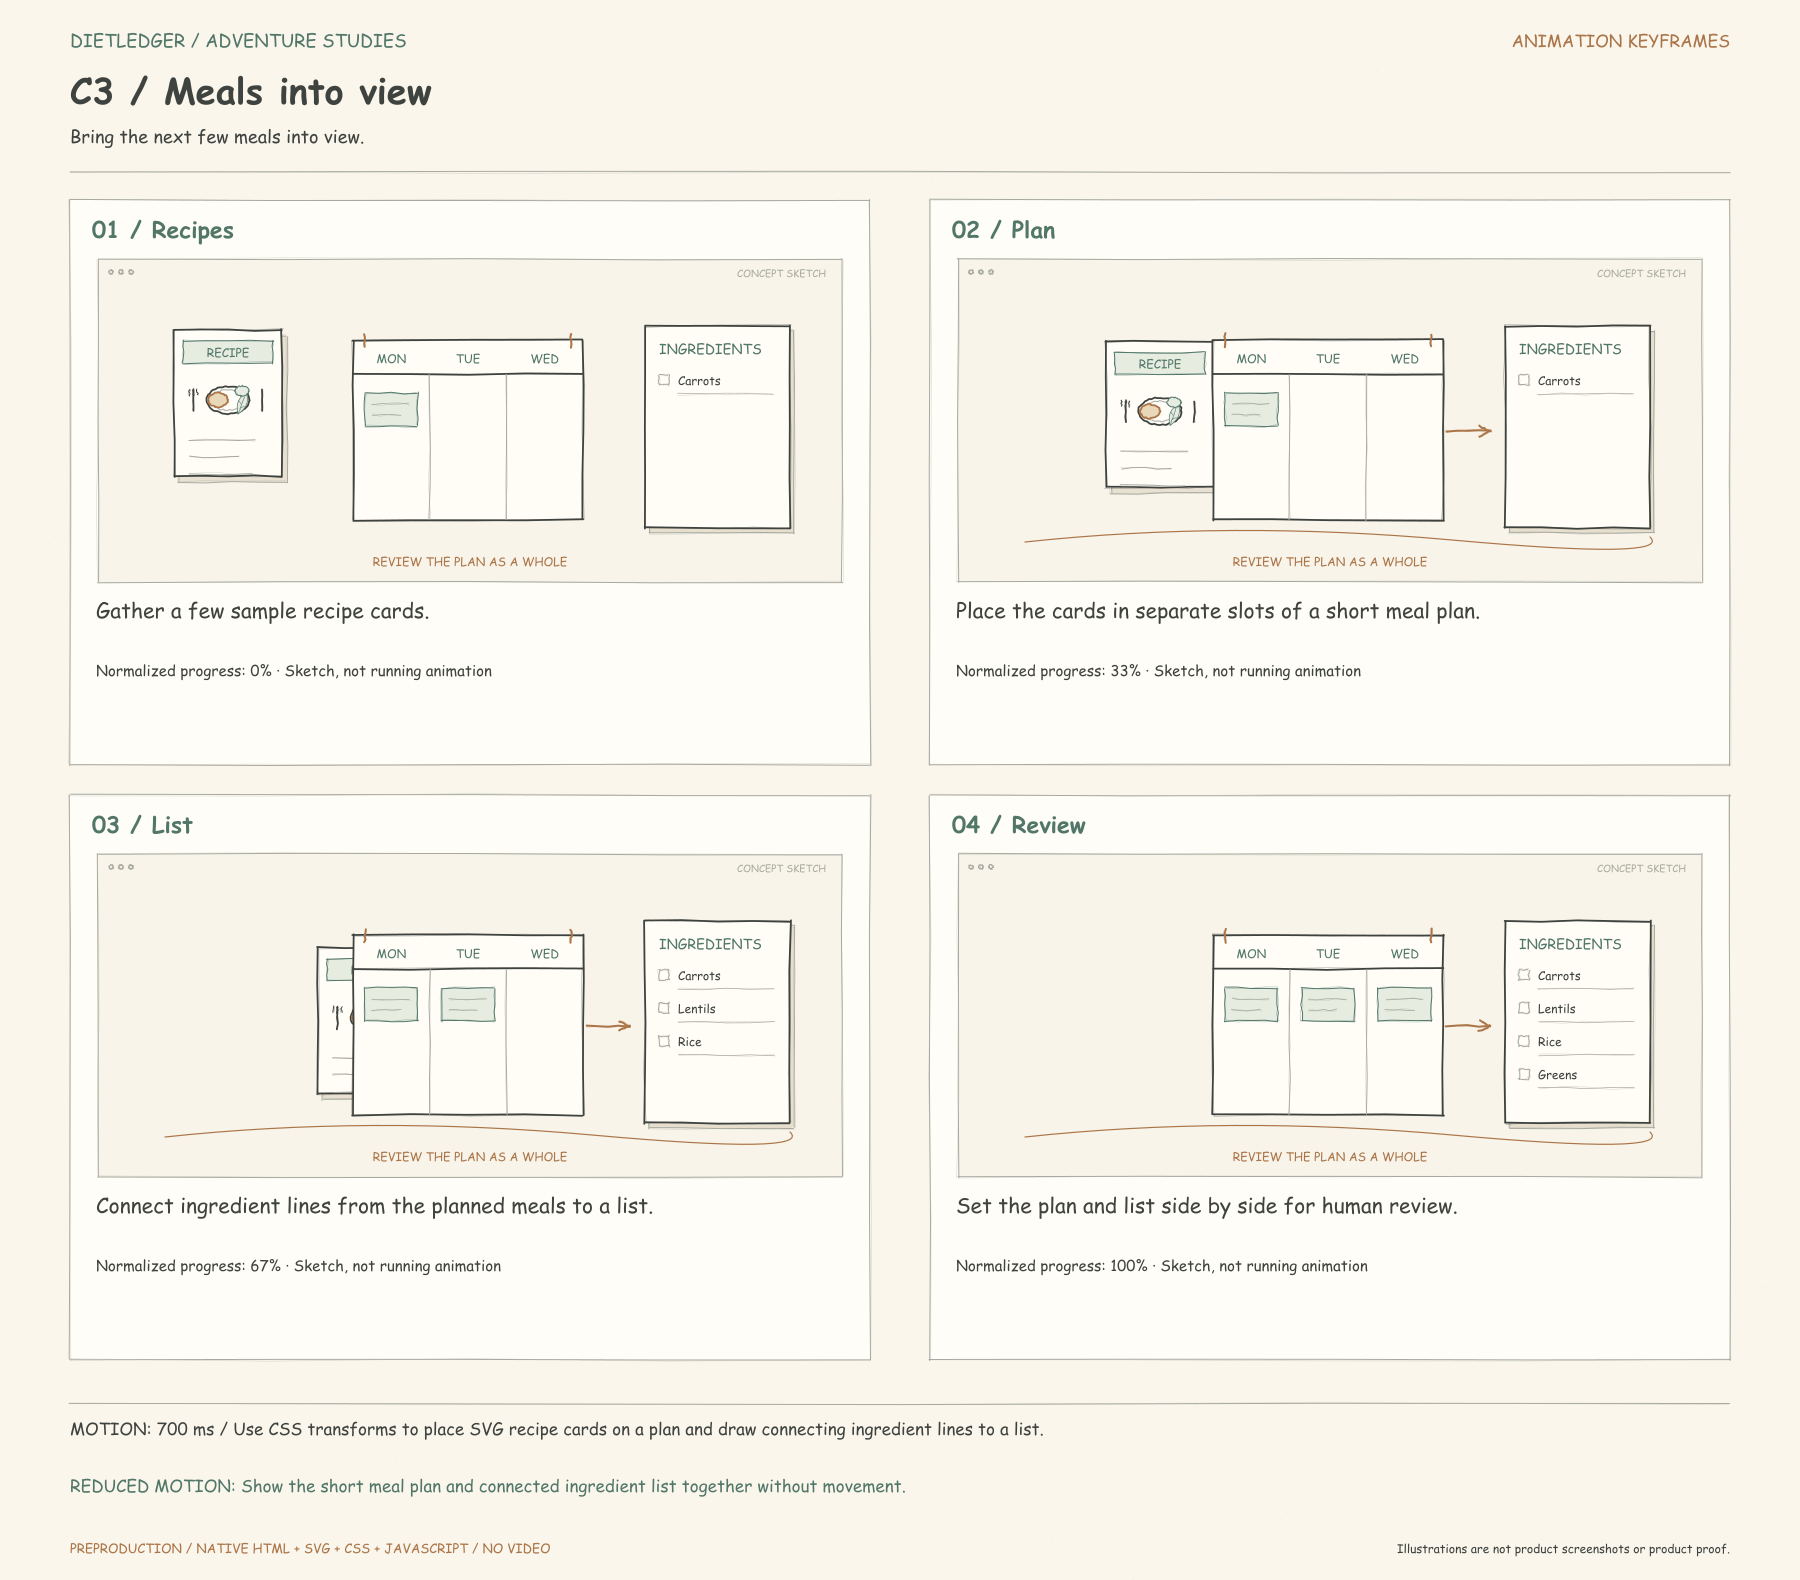 DIETLEDGER / ADVENTURE STUDIES
ANIMATION KEYFRAMES
C3 / Meals into view
Bring the next few meals into view.
01 / Recipes
CONCEPT SKETCH
RECIPE
MON TUE WED
INGREDIENTS
Carrots
REVIEW THE PLAN AS A WHOLE
Gather a few sample recipe cards.
Normalized progress: 0% · Sketch, not running animation
02 / Plan
CONCEPT SKETCH
RECIPE
MON TUE WED
INGREDIENTS
Carrots
REVIEW THE PLAN AS A WHOLE
Place the cards in separate slots of a short meal plan.
Normalized progress: 33% · Sketch, not running animation
03 / List
CONCEPT SKETCH
MON TUE WED
INGREDIENTS
Carrots
Lentils
Rice
REVIEW THE PLAN AS A WHOLE
Connect ingredient lines from the planned meals to a list.
Normalized progress: 67% · Sketch, not running animation
04 / Review
CONCEPT SKETCH
MON TUE WED
INGREDIENTS
Carrots
Lentils
Rice
Greens
REVIEW THE PLAN AS A WHOLE
Set the plan and list side by side for human review.
Normalized progress: 100% · Sketch, not running animation
MOTION: 700 ms / Use CSS transforms to place SVG recipe cards on a plan and draw connecting ingredient lines to a list.
REDUCED MOTION: Show the short meal plan and connected ingredient list together without movement.
PREPRODUCTION / NATIVE HTML + SVG + CSS + JAVASCRIPT / NO VIDEO
Illustrations are not product screenshots or product proof.